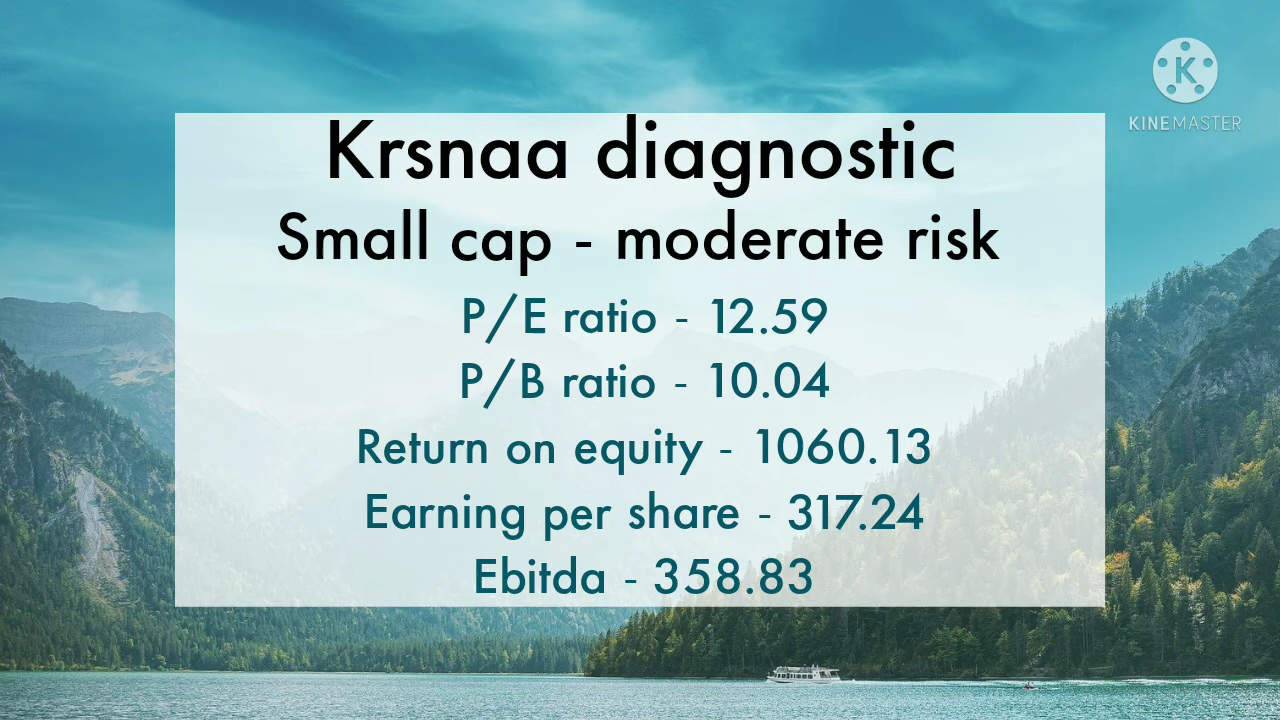 K
KINEMASTER
Krsnaa diagnostic
Small cap - moderate risk
P/E ratio - 12.59
P/B ratio - 10.04
Return on equity - 1060.13
Earning per share - 317.24
Ebitda - 358.83